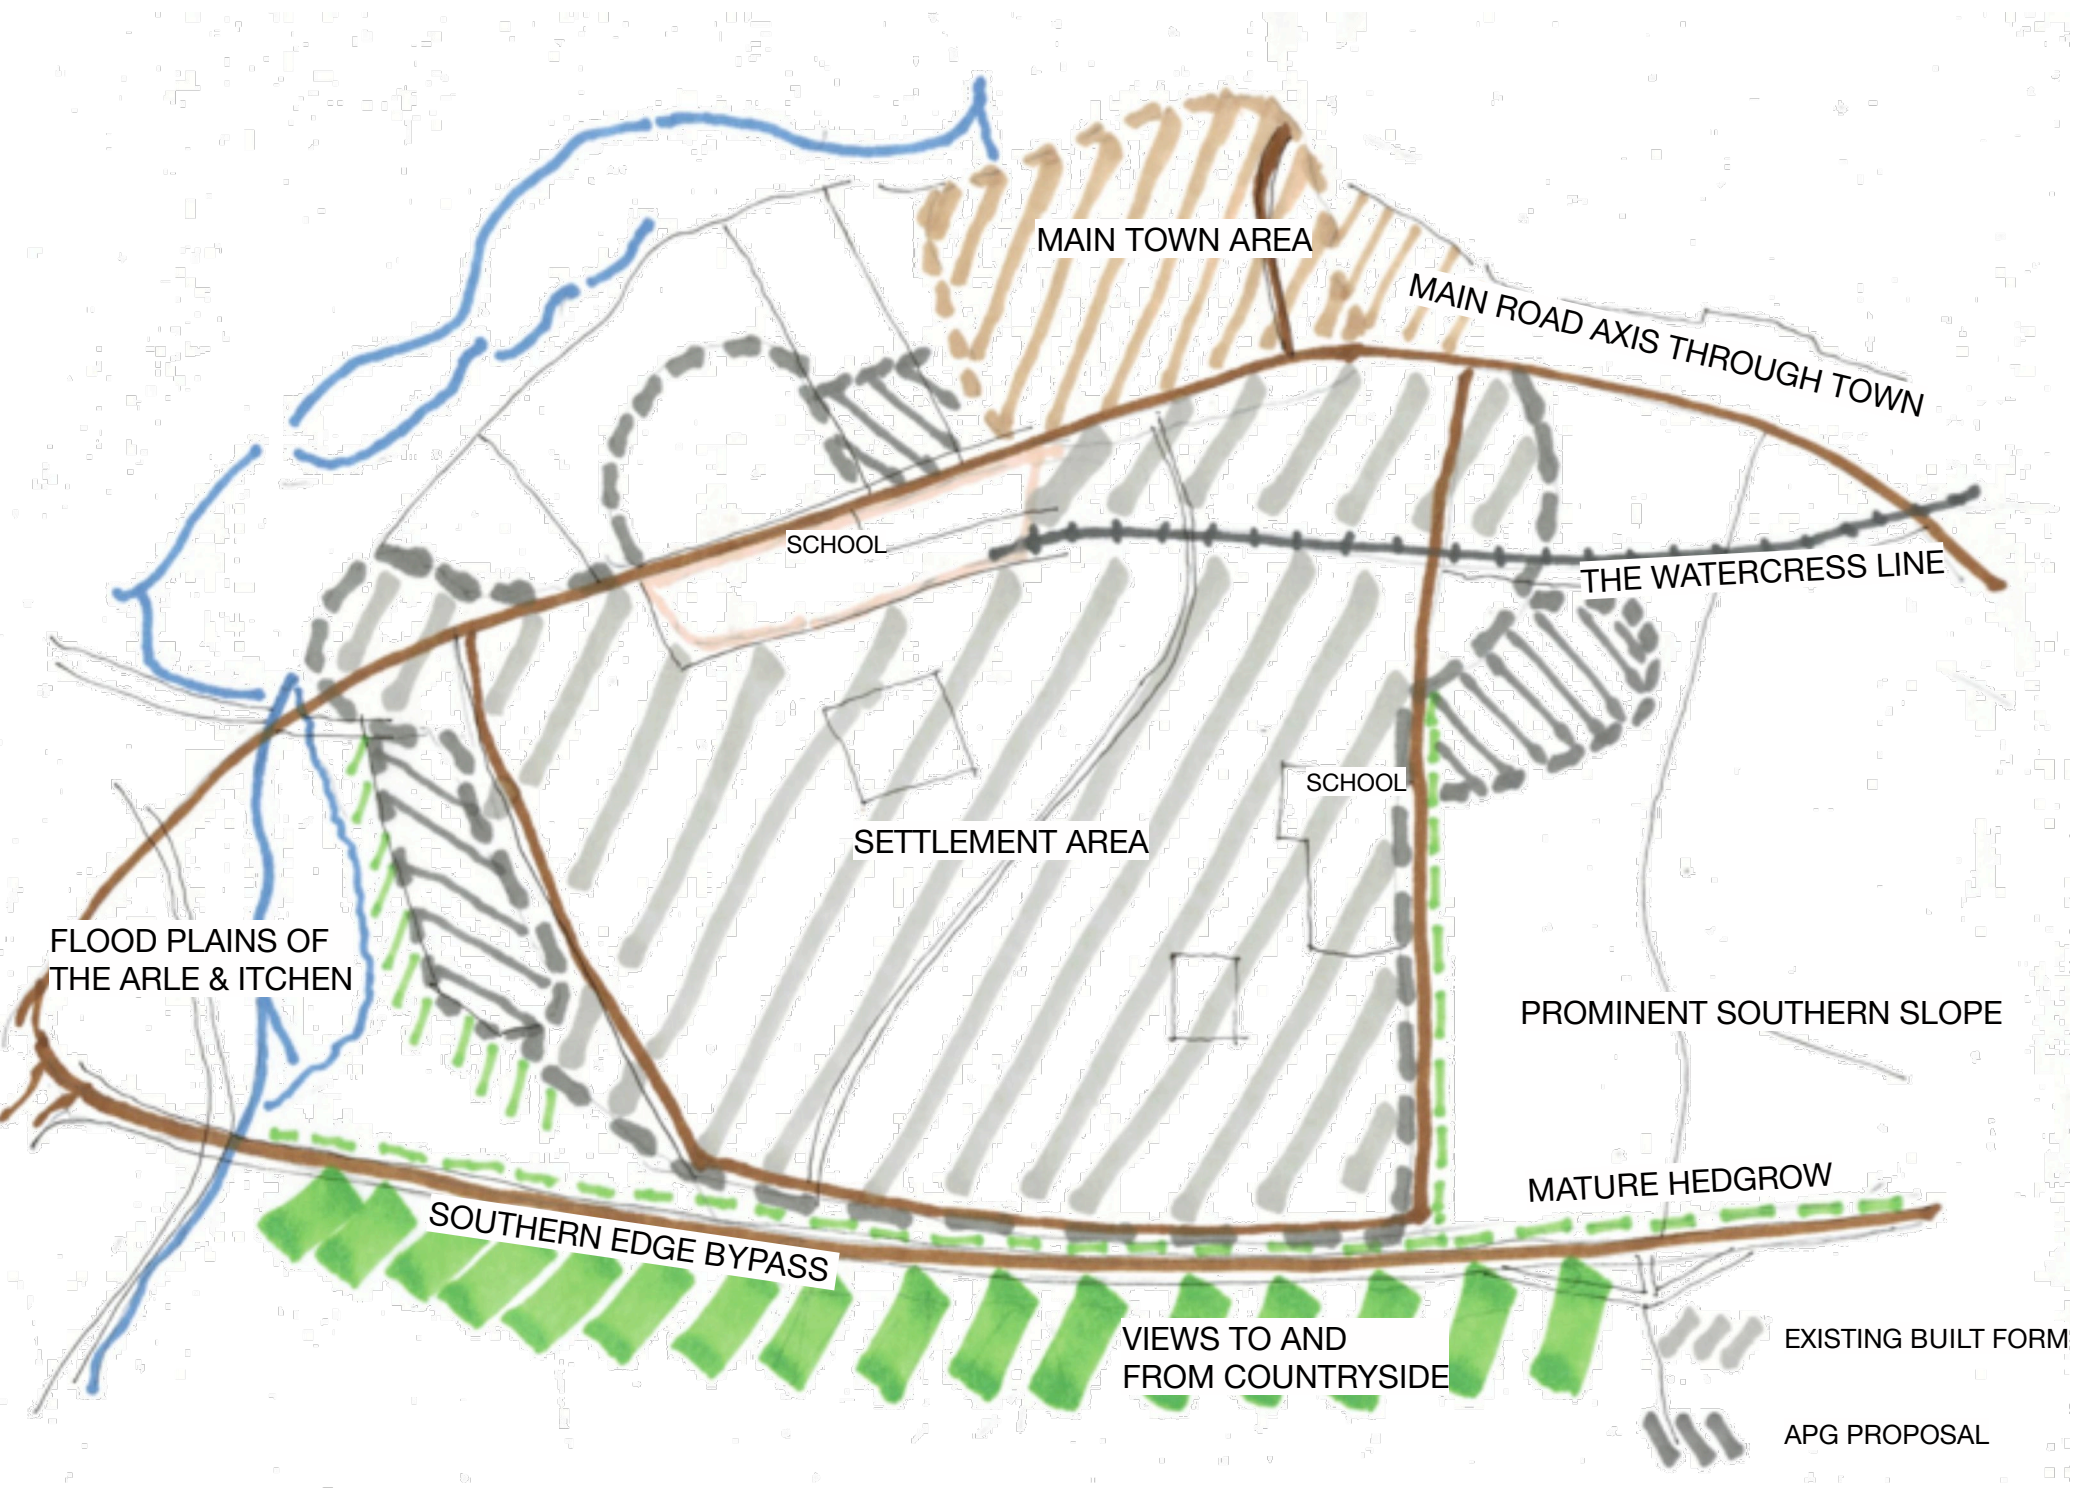 MAIN TOWN AREA
MAIN ROAD AXIS THROUGH TOWN
SCHOOL
THE WATERCRESS LINE
SCHOOL
SETTLEMENT AREA
FLOOD PLAINS OF
THE ARLE & ITCHEN
PROMINENT SOUTHERN SLOPE
MATURE HEDGROW
SOUTHERN EDGE BYPASS
VIEWS TO AND
FROM COUNTRYSIDE
EXISTING BUILT FORM
APG PROPOSAL